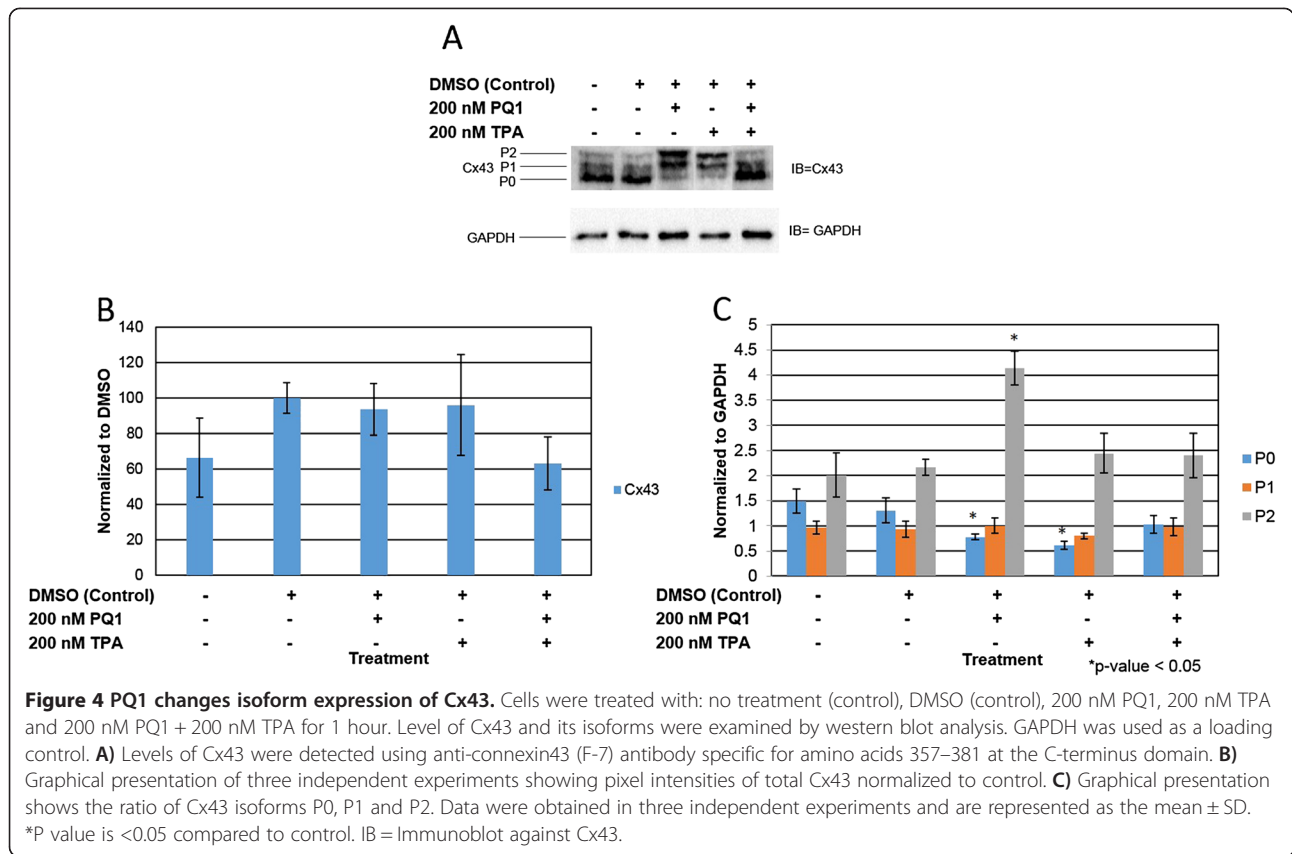 A
DMSO (Control) - + + + +
200 nM PQ1 - - + - +
200 nM TPA - - - + +
P2
Cx43 P1
P0
IB=Cx43
GAPDH
IB= GAPDH
B
140
120
100
80
60
40
20
0
Normalized to DMSO
Cx43
DMSO (Control) - + + + +
200 nM PQ1 - - + - +
200 nM TPA - - - + +
Treatment
C
5
4.5
4
3.5
3
2.5
2
1.5
1
0.5
0
Normalized to GAPDH
*
*
*
P0
P1
P2
DMSO (Control) - + + + +
200 nM PQ1 - - + - +
200 nM TPA - - - + +
Treatment
*p-value < 0.05
Figure 4 PQ1 changes isoform expression of Cx43. Cells were treated with: no treatment (control), DMSO (control), 200 nM PQ1, 200 nM TPA
and 200 nM PQ1 + 200 nM TPA for 1 hour. Level of Cx43 and its isoforms were examined by western blot analysis. GAPDH was used as a loading
control. A) Levels of Cx43 were detected using anti-connexin43 (F-7) antibody specific for amino acids 357–381 at the C-terminus domain. B)
Graphical presentation of three independent experiments showing pixel intensities of total Cx43 normalized to control. C) Graphical presentation
shows the ratio of Cx43 isoforms P0, P1 and P2. Data were obtained in three independent experiments and are represented as the mean ± SD.
*P value is <0.05 compared to control. IB = Immunoblot against Cx43.